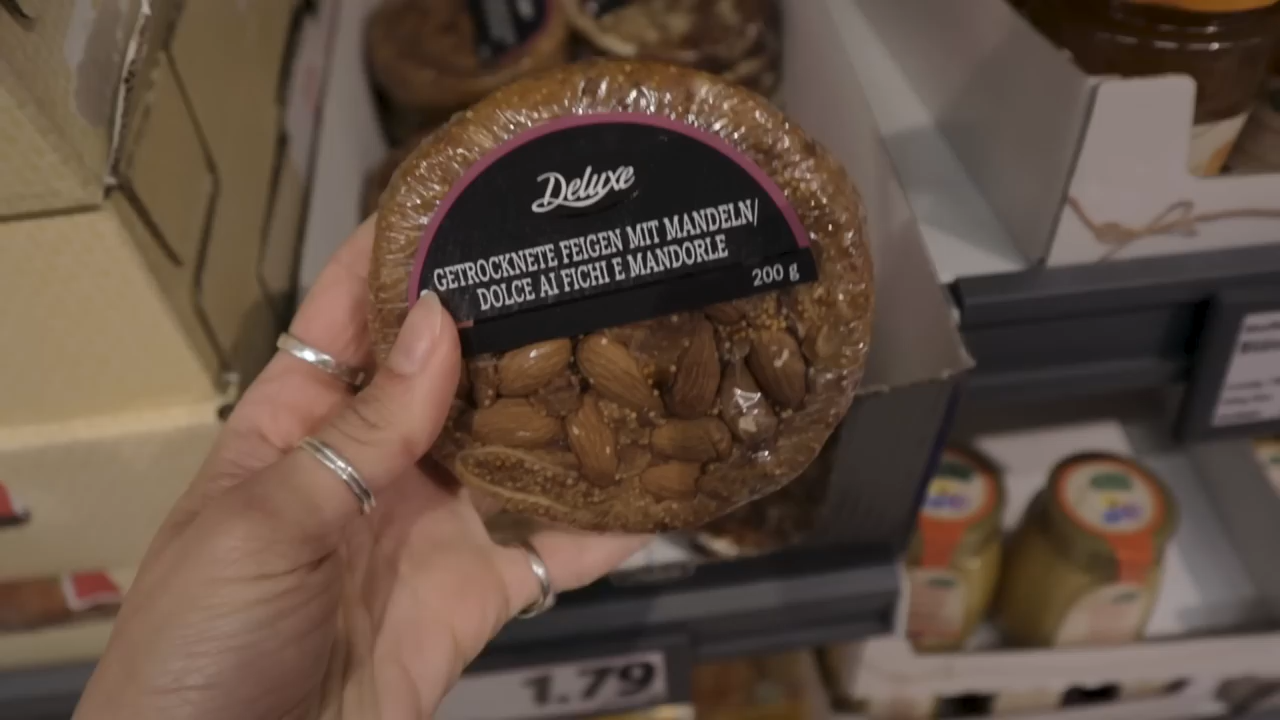 Deluxe
GETROCKNETE FEIGEN MIT MANDELN/
DOLCE AI FICHI E MANDORLE
200 g
1.79